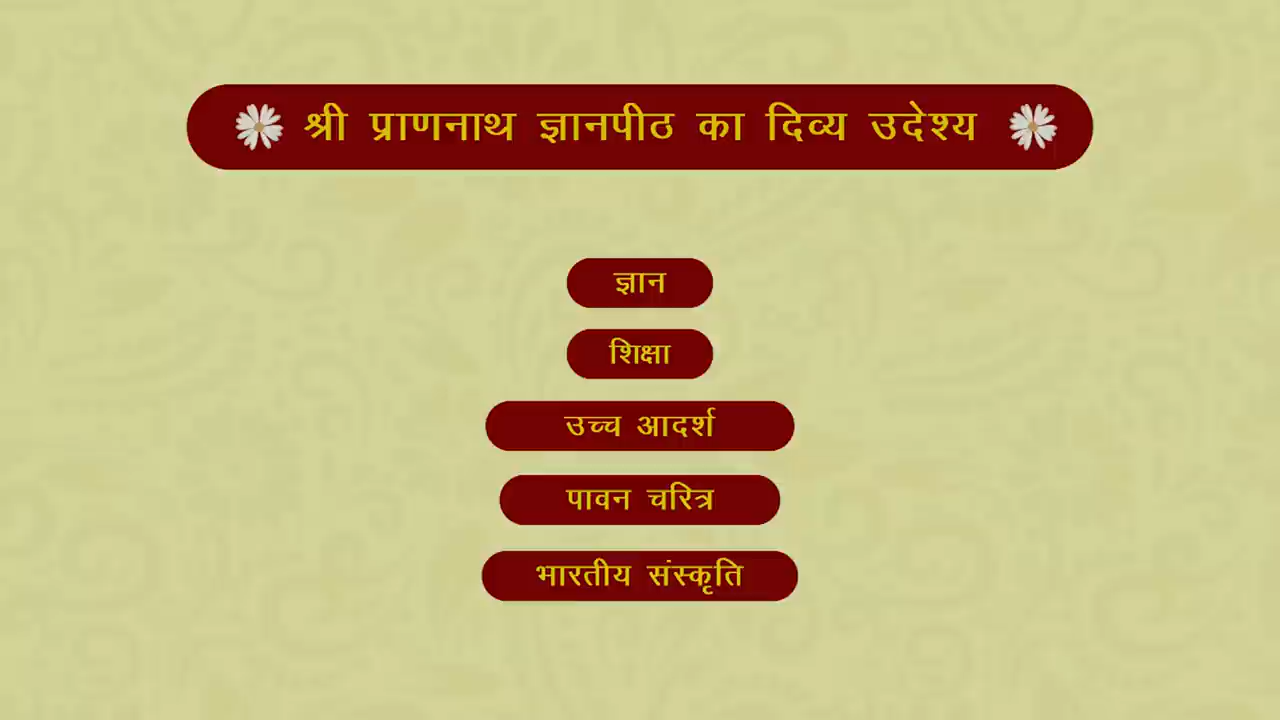 श्री प्राणनाथ ज्ञानपीठ का दिव्य उदेश्य
ज्ञान
शिक्षा
उच्च आदर्श
पावन चरित्र
भारतीय संस्कृति